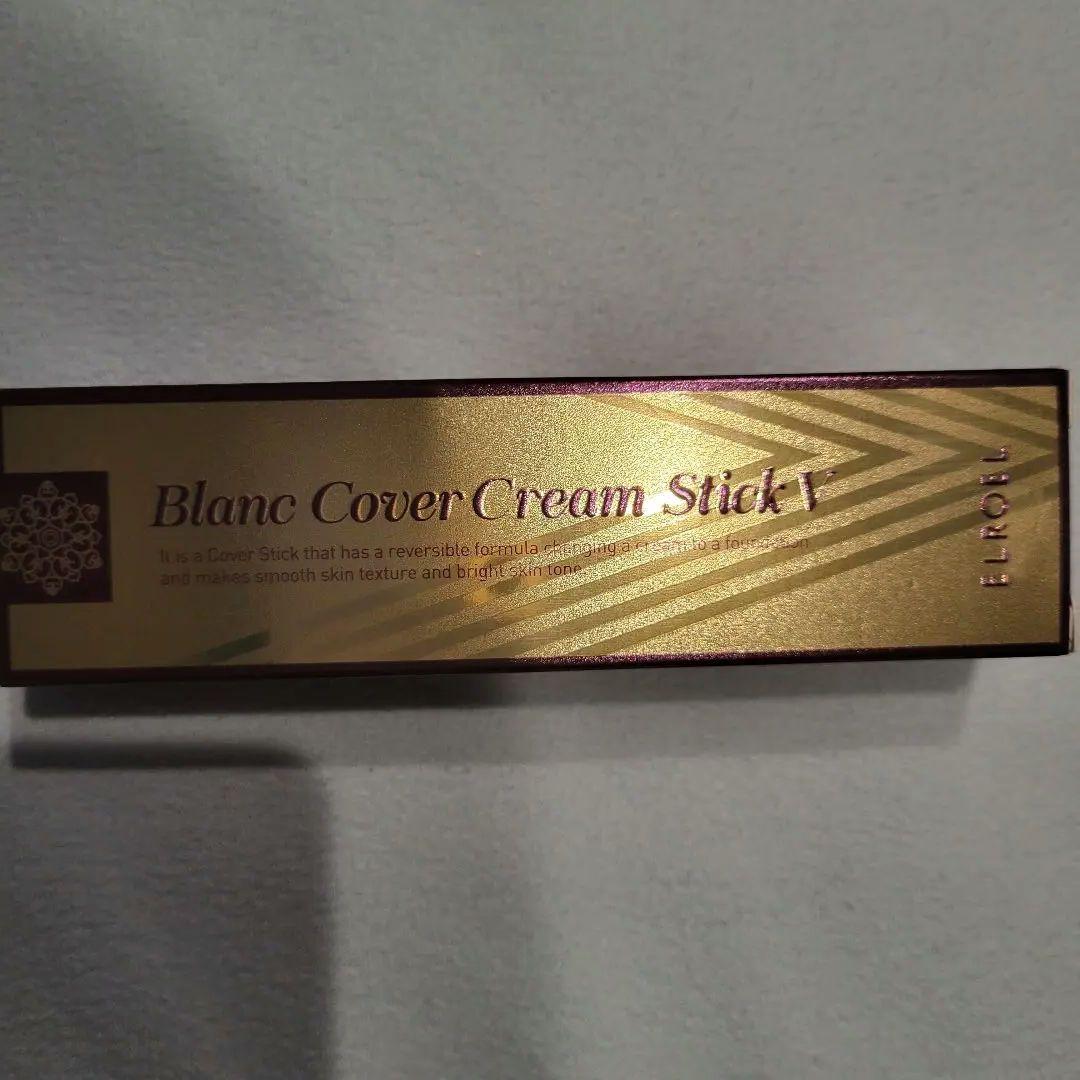 Blanc Cover Cream Stick V
It is a Cover Stick that has a reversible formula changing a cream to a foundation
and makes smooth skin texture and bright skin tone
ELROEL